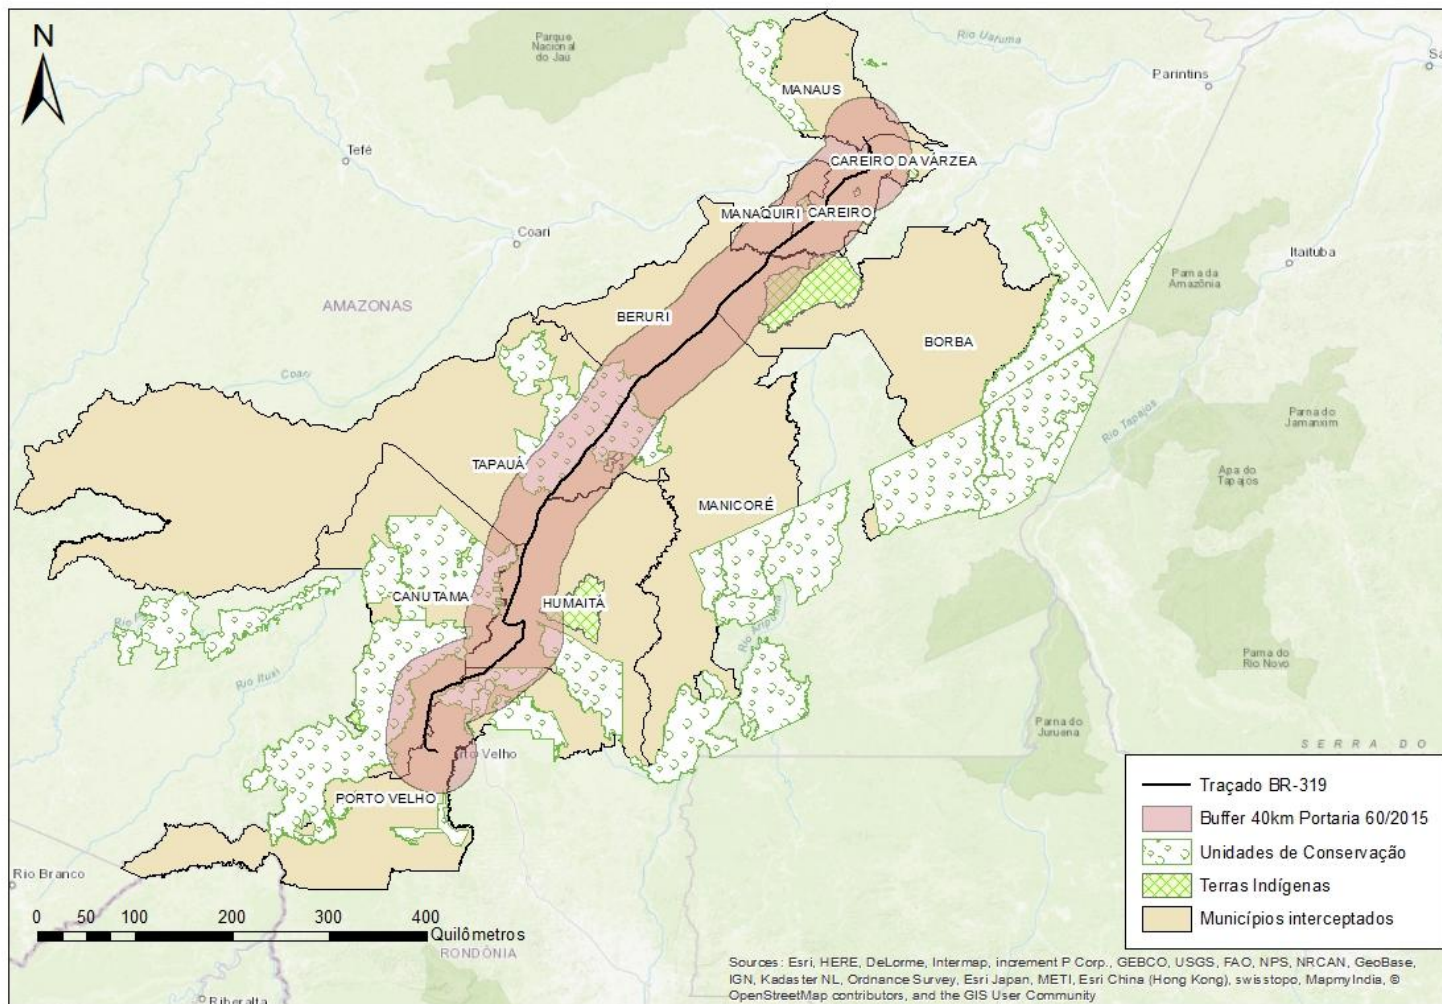 N
Parque
Nacional
do Jaú
Rio Uatuma
Parintins
MANAUS
Tefé
CAREIRO DA VÁRZEA
MANAQUIRI
CAREIRO
Coari
Itaituba
Parna da
Amazônia
AMAZONAS
BERURI
BORBA
Coari
Rio Tapajós
Parna do
Jamanxim
TAPAUÁ
Apa do
Tapajós
MANICORÉ
CANUTAMA
HUMAITÁ
Rio Aripuanã
Parna do
Rio Novo
Rio Ituxi
Parna do
Juruena
SERRA DO
Porto Velho
PORTO VELHO
Rio Branco
0 50 100 200 300 400
Quilômetros
RONDÔNIA
Riberalta
Traçado BR-319
Buffer 40km Portaria 60/2015
Unidades de Conservação
Terras Indígenas
Municípios interceptados
Sources: Esri, HERE, DeLorme, Intermap, increment P Corp., GEBCO, USGS, FAO, NPS, NRCAN, GeoBase,
IGN, Kadaster NL, Ordnance Survey, Esri Japan, METI, Esri China (Hong Kong), swisstopo, MapmyIndia, ©
OpenStreetMap contributors, and the GIS User Community